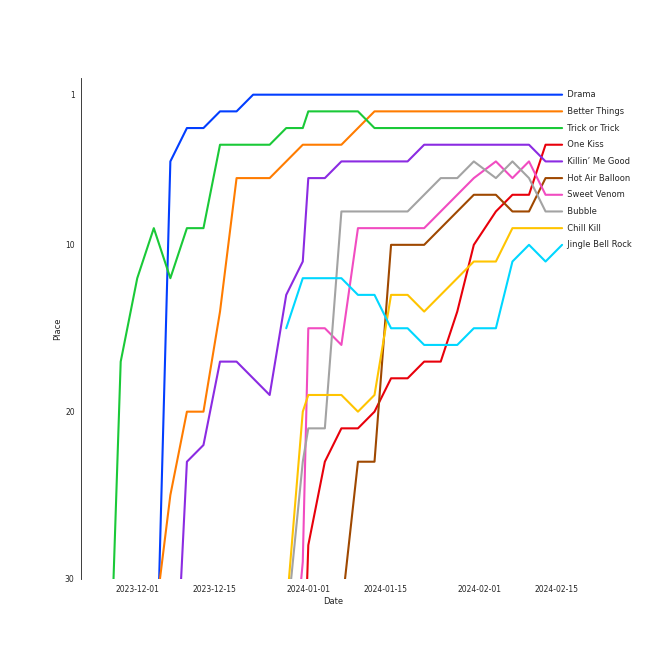 1
10
20
30
Place
2023-12-01
2023-12-15
2024-01-01
2024-01-15
2024-02-01
2024-02-15
Date
Drama
Better Things
Trick or Trick
One Kiss
Killin' Me Good
Hot Air Balloon
Sweet Venom
Bubble
Chill Kill
Jingle Bell Rock